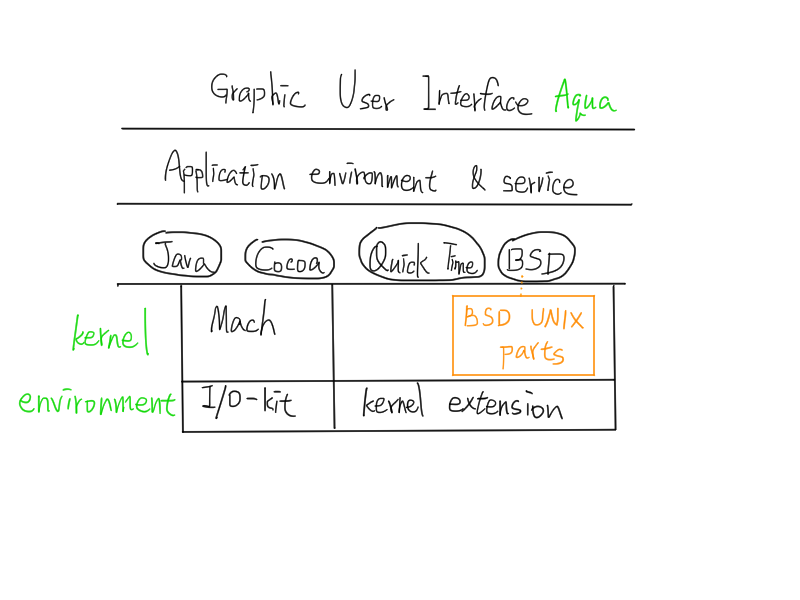 Graphic User Interface Aqua
Application environment & service
Java Cocoa Quick Time BSD
kernel
environment
Mach
BSD UNIX
parts
I/O-kit
kernel extension